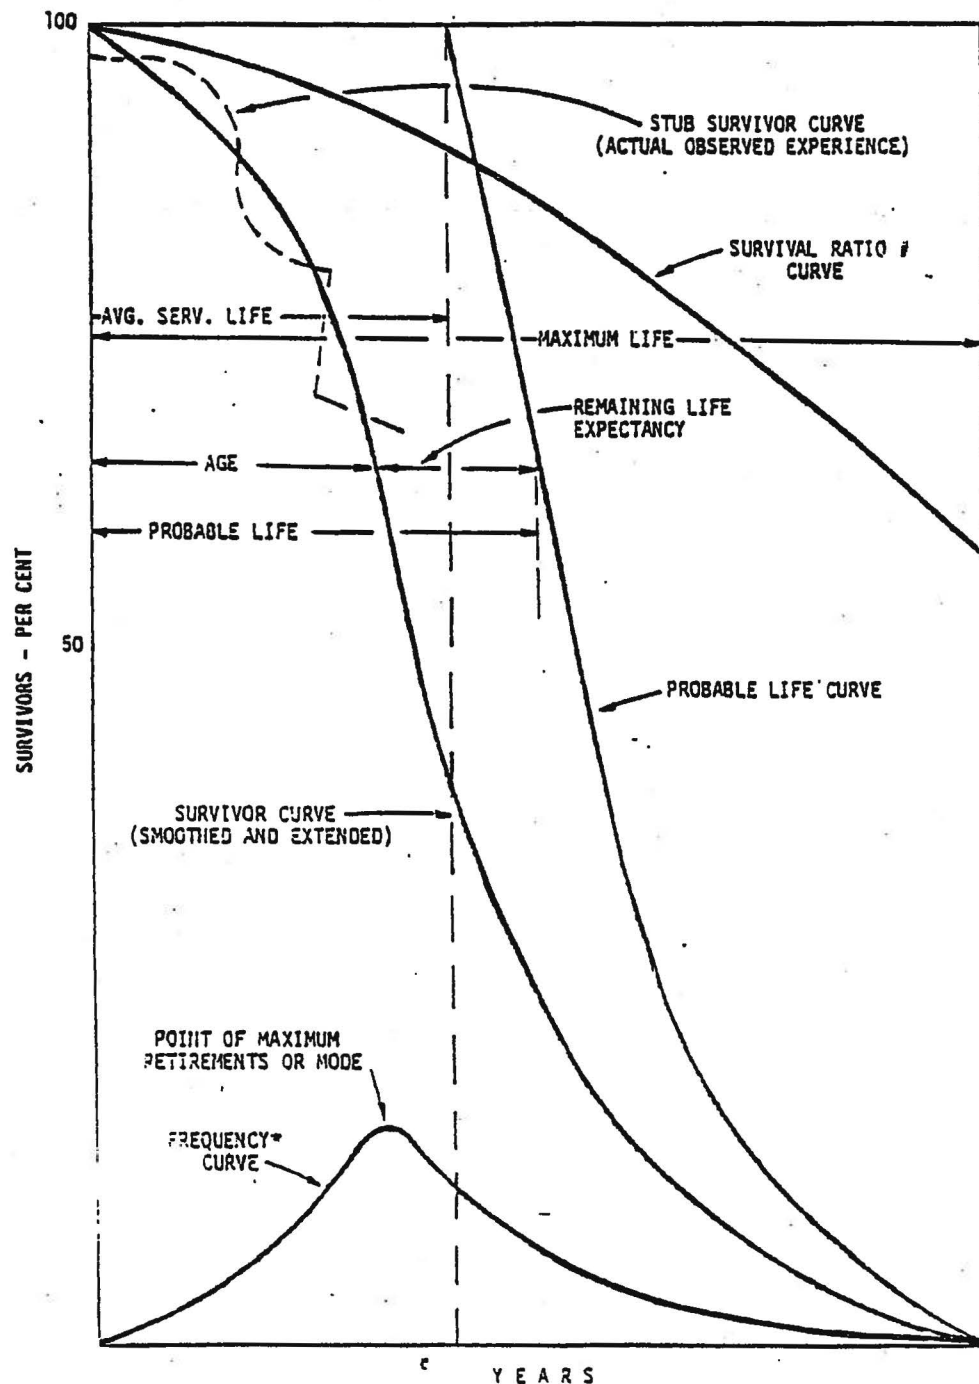 100
STUB SURVIVOR CURVE
(ACTUAL OBSERVED EXPERIENCE)
SURVIVAL RATIO #
CURVE
AVG. SERV. LIFE
MAXIMUM LIFE
REMAINING LIFE
EXPECTANCY
AGE
PROBABLE LIFE
SURVIVORS - PER CENT
50
PROBABLE LIFE CURVE
SURVIVOR CURVE
(SMOOTHED AND EXTENDED)
POINT OF MAXIMUM
RETIREMENTS OR MODE
FREQUENCY*
CURVE
c
YEARS